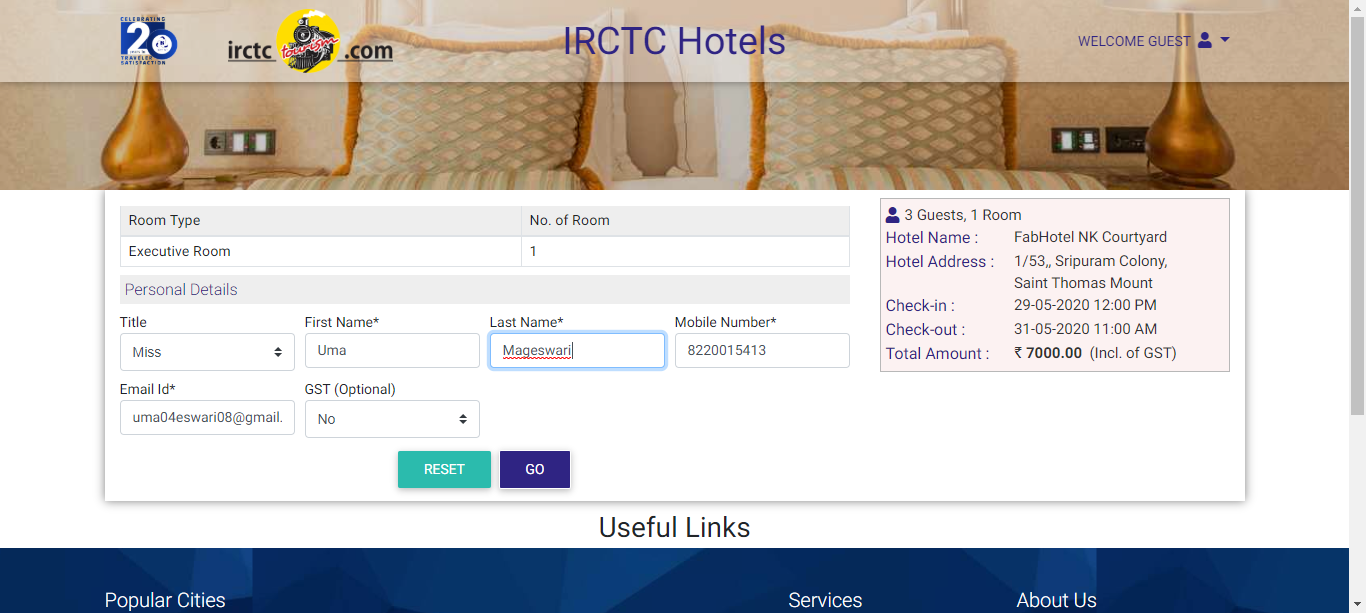 CELEBRATING
20
TRAVELER
SATISFACTION
irctc tourism .com
IRCTC Hotels
WELCOME GUEST
Room Type No. of Room
Executive Room 1
Personal Details
Title First Name* Last Name* Mobile Number*
Miss Uma Mageswari 8220015413
Email Id* GST (Optional)
uma04eswari08@gmail. No
RESET GO
3 Guests, 1 Room
Hotel Name : FabHotel NK Courtyard
Hotel Address : 1/53,, Sripuram Colony,
Saint Thomas Mount
Check-in : 29-05-2020 12:00 PM
Check-out : 31-05-2020 11:00 AM
Total Amount : ₹ 7000.00 (Incl. of GST)
Useful Links
Popular Cities Services About Us